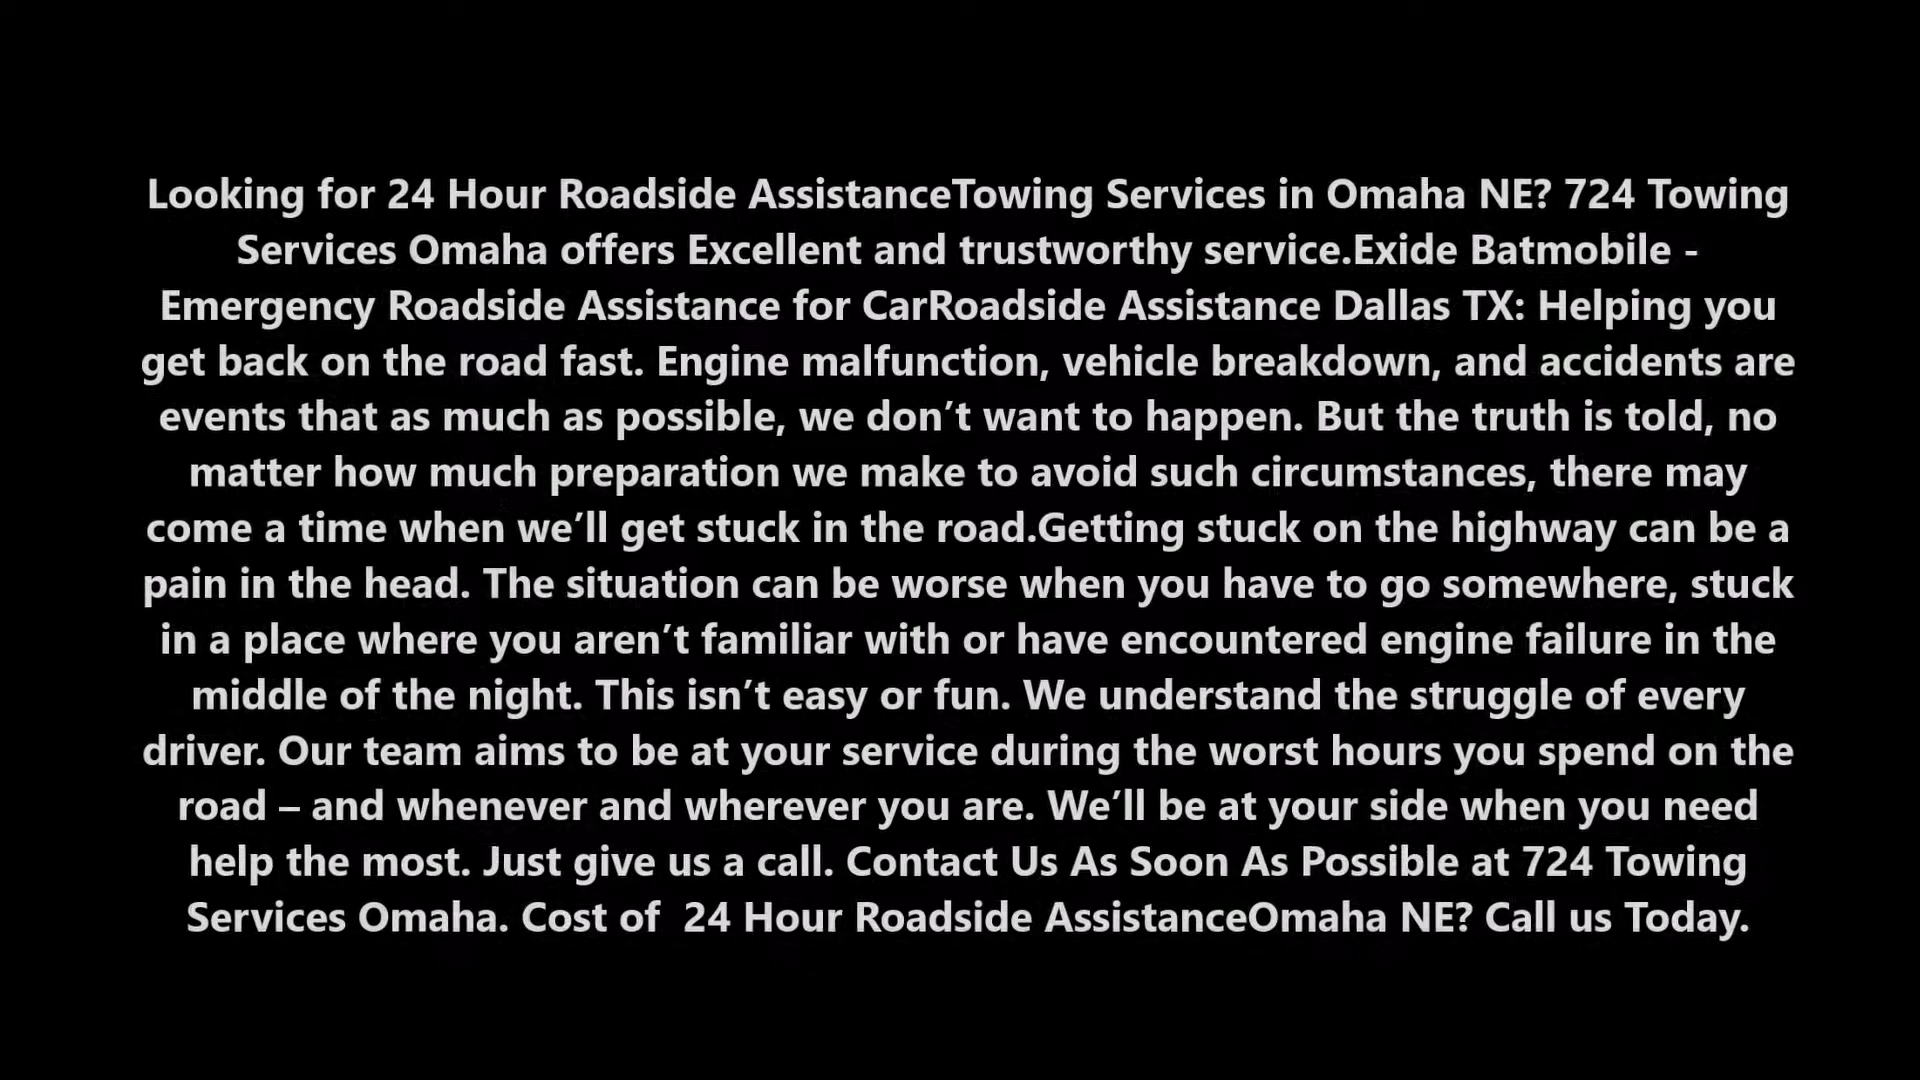 Looking for 24 Hour Roadside AssistanceTowing Services in Omaha NE? 724 Towing
Services Omaha offers Excellent and trustworthy service.Exide Batmobile -
Emergency Roadside Assistance for CarRoadside Assistance Dallas TX: Helping you
get back on the road fast. Engine malfunction, vehicle breakdown, and accidents are
events that as much as possible, we don’t want to happen. But the truth is told, no
matter how much preparation we make to avoid such circumstances, there may
come a time when we’ll get stuck in the road.Getting stuck on the highway can be a
pain in the head. The situation can be worse when you have to go somewhere, stuck
in a place where you aren’t familiar with or have encountered engine failure in the
middle of the night. This isn’t easy or fun. We understand the struggle of every
driver. Our team aims to be at your service during the worst hours you spend on the
road – and whenever and wherever you are. We’ll be at your side when you need
help the most. Just give us a call. Contact Us As Soon As Possible at 724 Towing
Services Omaha. Cost of  24 Hour Roadside AssistanceOmaha NE? Call us Today.